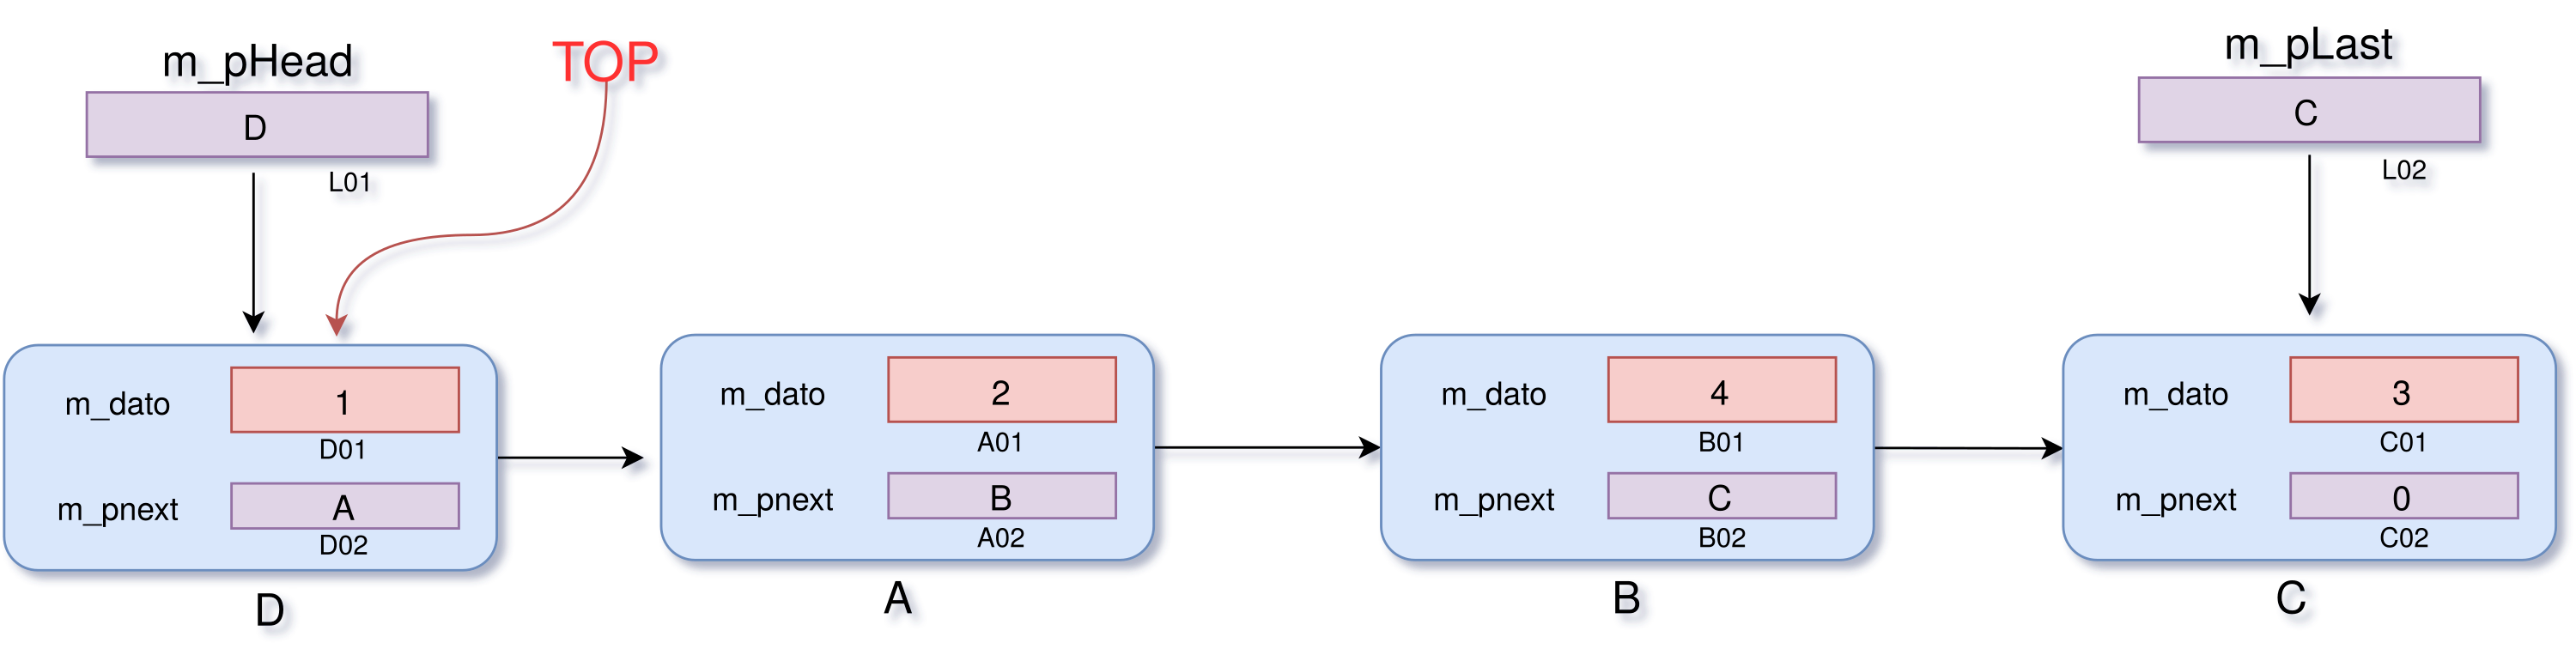 m_pHead
D
L01
TOP
m_pLast
C
L02
m_dato
1
D01
m_pnext
A
D02
D
m_dato
2
A01
m_pnext
B
A02
A
m_dato
4
B01
m_pnext
C
B02
B
m_dato
3
C01
m_pnext
0
C02
C